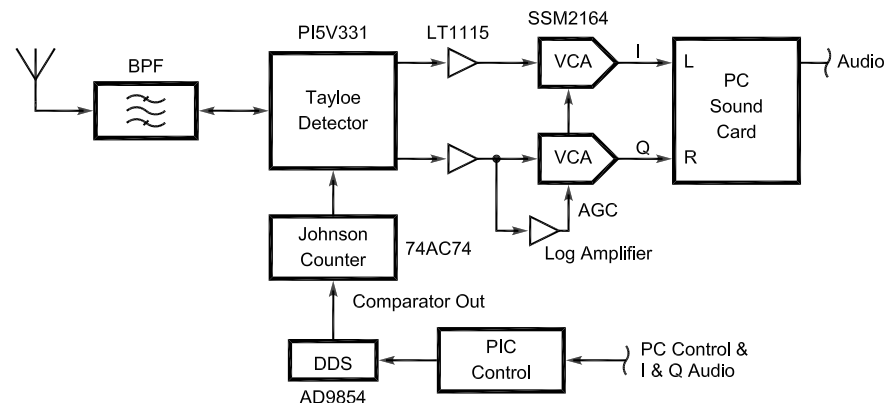 SSM2164
PI5V331
LT1115
BPF
Tayloe
Detector
VCA
I
L
PC
Sound
Card
Audio
VCA
Q
R
AGC
Log Amplifier
Johnson
Counter
74AC74
Comparator Out
DDS
AD9854
PIC
Control
PC Control &
I & Q Audio